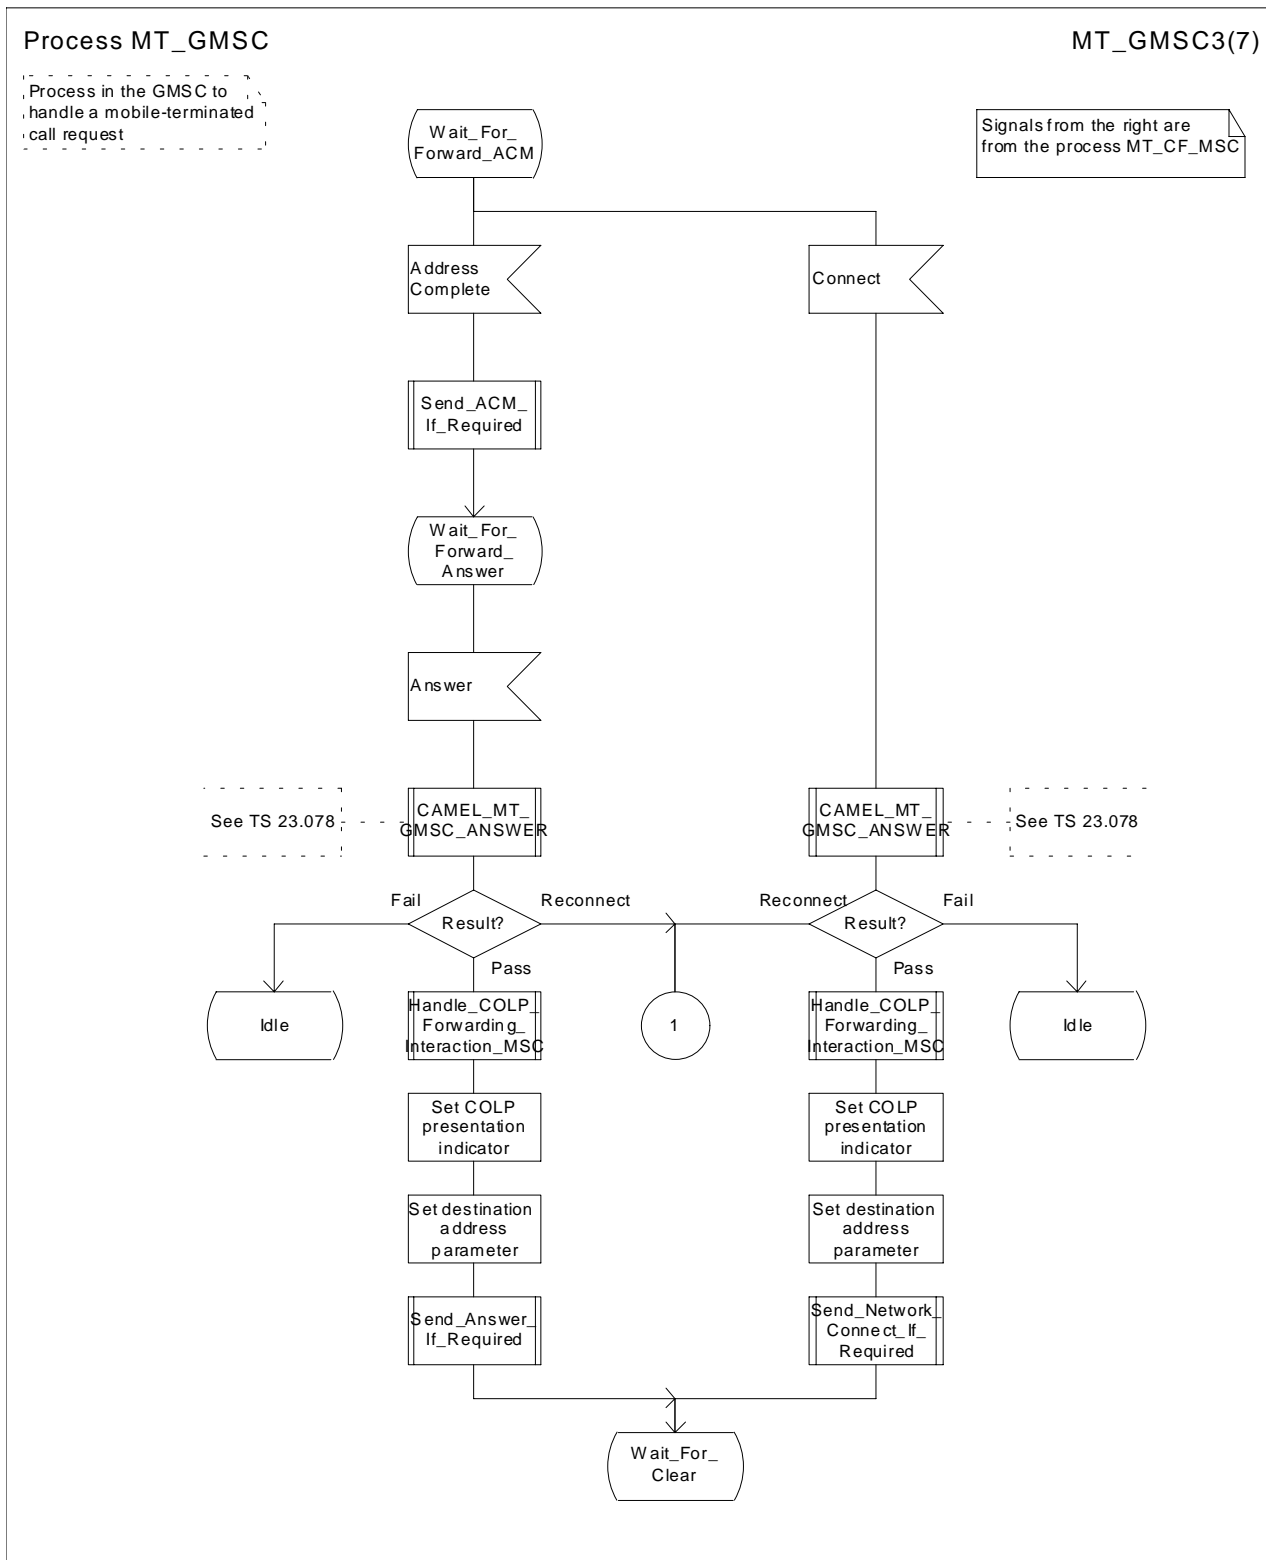 Process MT_GMSC
MT_GMSC3(7)
Process in the GMSC to
handle a mobile-terminated
call request
Signals from the right are
from the process MT_CF_MSC
Wait_For_
Forward_ACM
Address
Complete
Connect
Send_ACM_
If_Required
Wait_For_
Forward_
Answer
Answer
See TS 23.078
CAMEL_MT_
GMSC_ANSWER
CAMEL_MT_
GMSC_ANSWER
See TS 23.078
Fail
Result?
Reconnect
Pass
Reconnect
Result?
Fail
Pass
Idle
Handle_COLP_
Forwarding_
Interaction_MSC
1
Handle_COLP_
Forwarding_
Interaction_MSC
Idle
Set COLP
presentation
indicator
Set COLP
presentation
indicator
Set destination
address
parameter
Set destination
address
parameter
Send_Answer_
If_Required
Send_Network_
Connect_If_
Required
Wait_For_
Clear